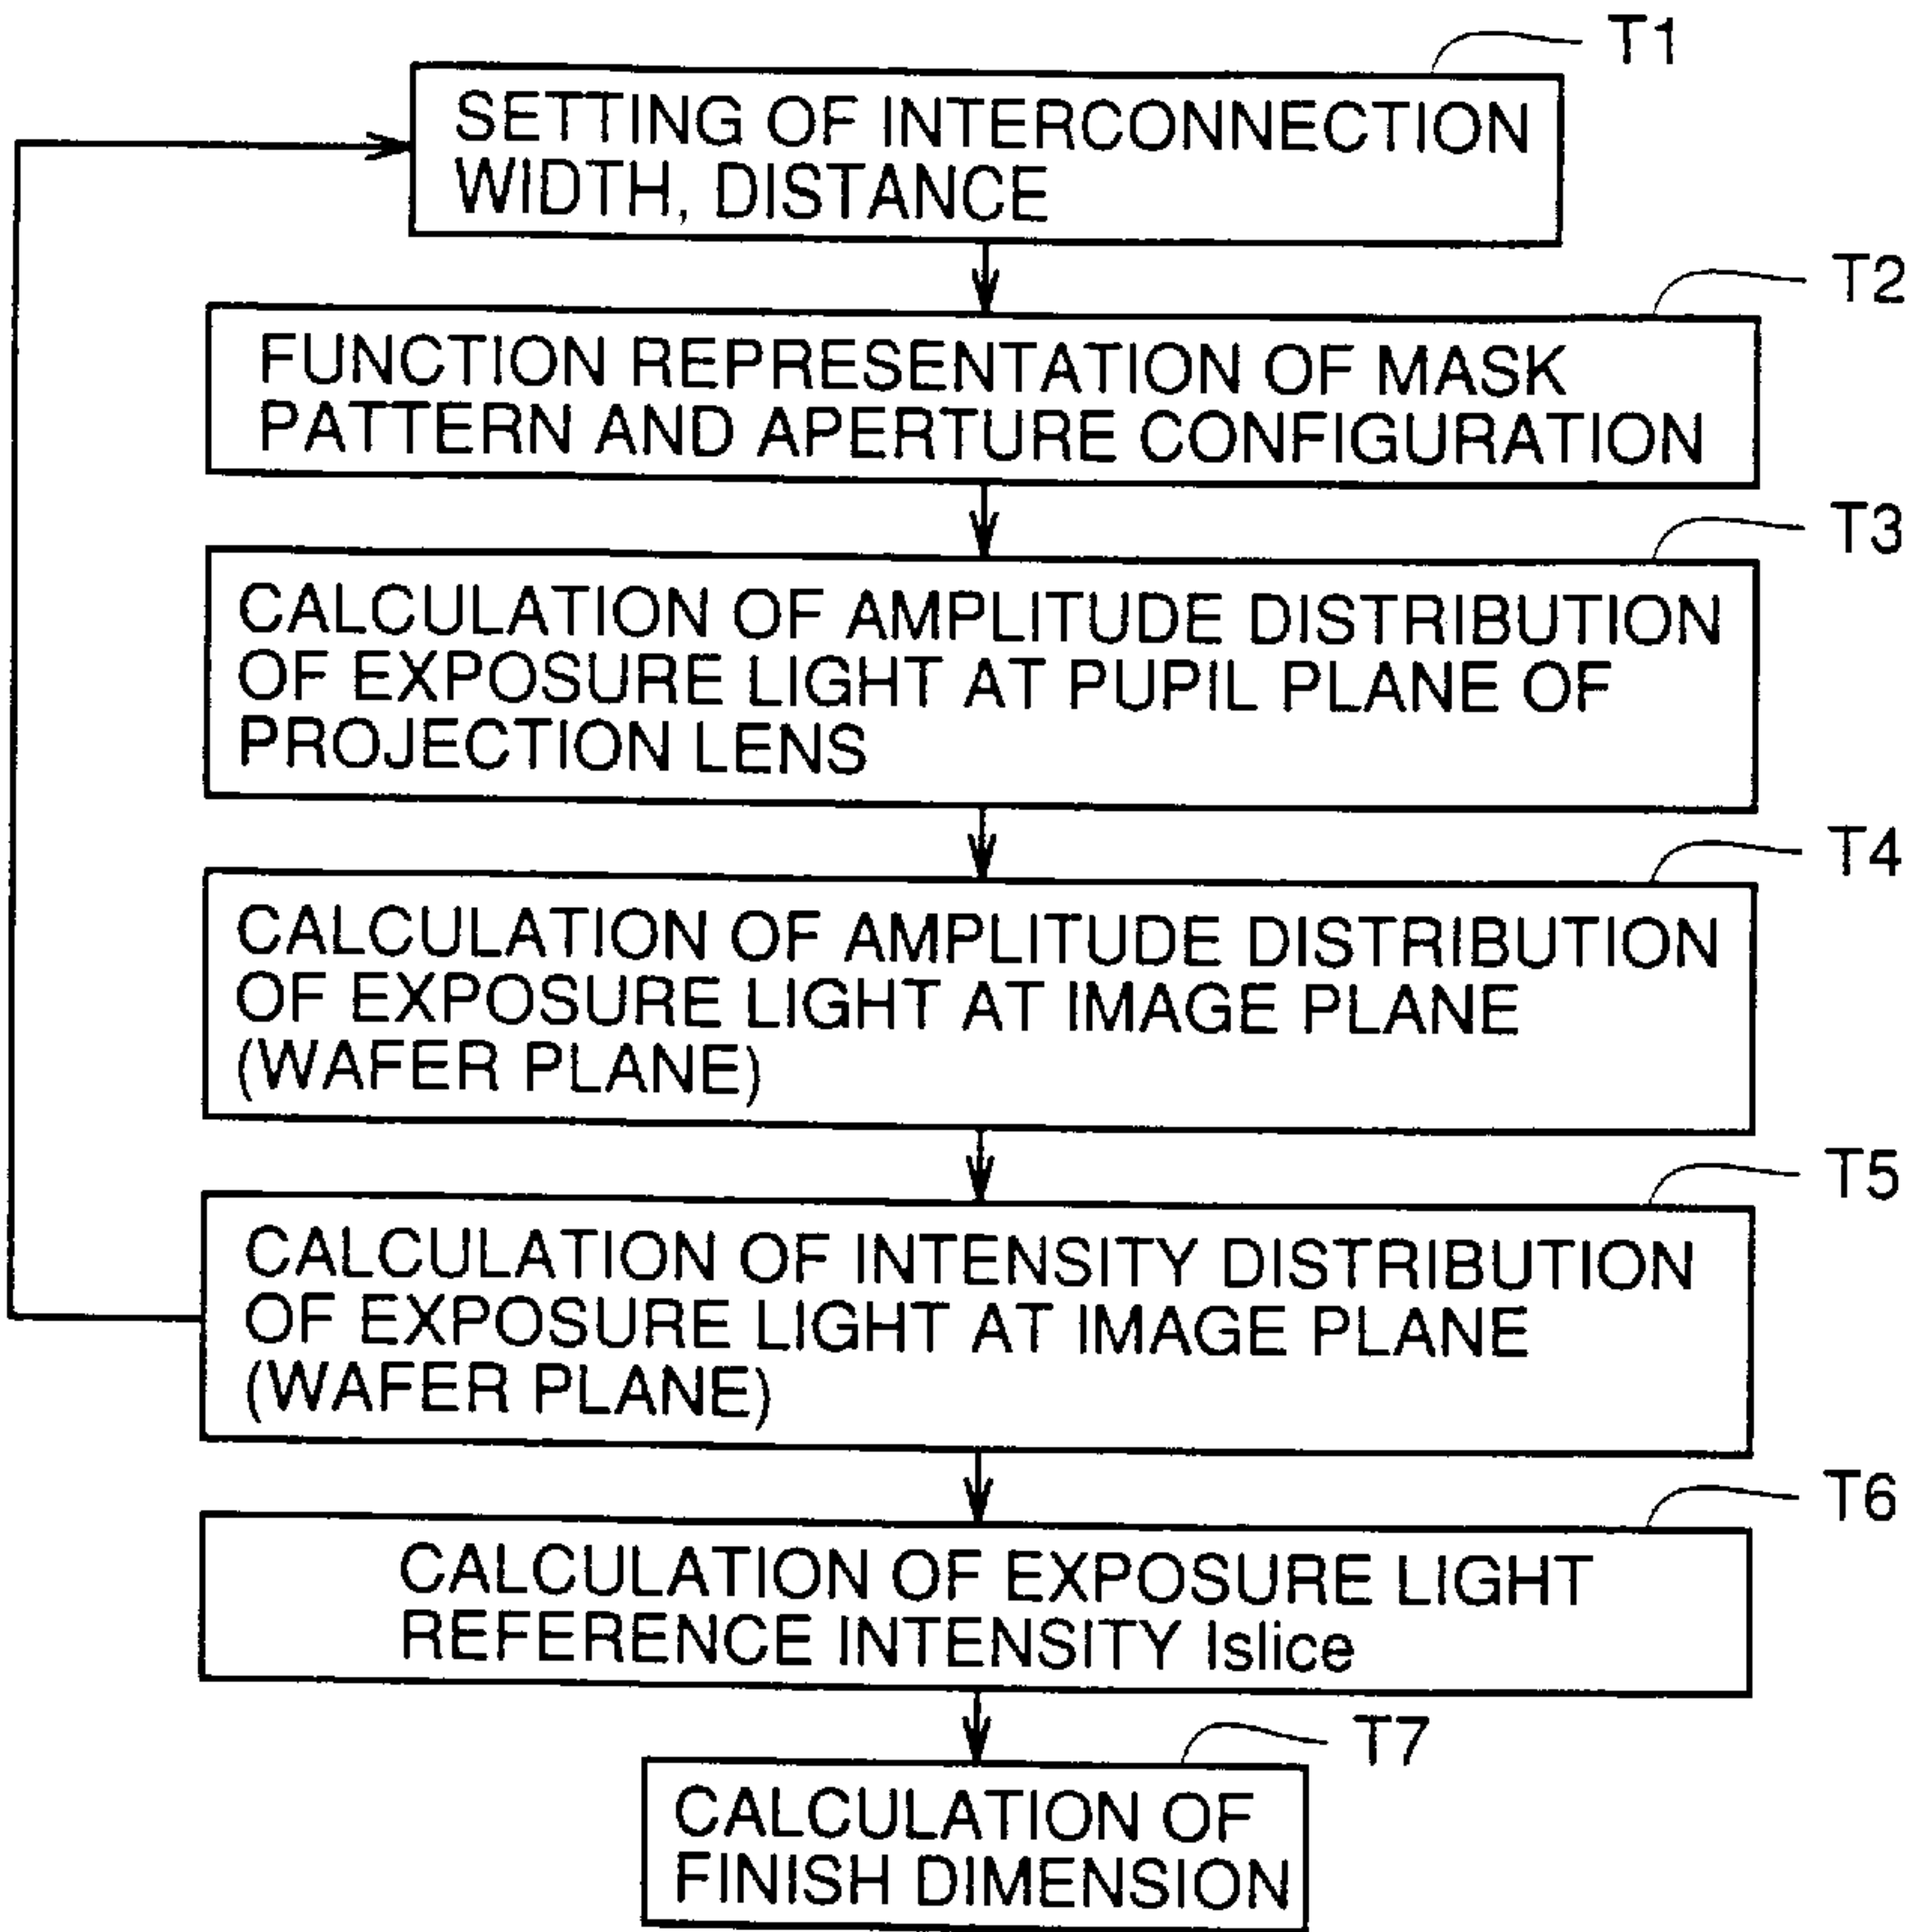 T1
SETTING OF INTERCONNECTION
WIDTH, DISTANCE
T2
FUNCTION REPRESENTATION OF MASK
PATTERN AND APERTURE CONFIGURATION
T3
CALCULATION OF AMPLITUDE DISTRIBUTION
OF EXPOSURE LIGHT AT PUPIL PLANE OF
PROJECTION LENS
T4
CALCULATION OF AMPLITUDE DISTRIBUTION
OF EXPOSURE LIGHT AT IMAGE PLANE
(WAFER PLANE)
T5
CALCULATION OF INTENSITY DISTRIBUTION
OF EXPOSURE LIGHT AT IMAGE PLANE
(WAFER PLANE)
T6
CALCULATION OF EXPOSURE LIGHT
REFERENCE INTENSITY Islice
T7
CALCULATION OF
FINISH DIMENSION